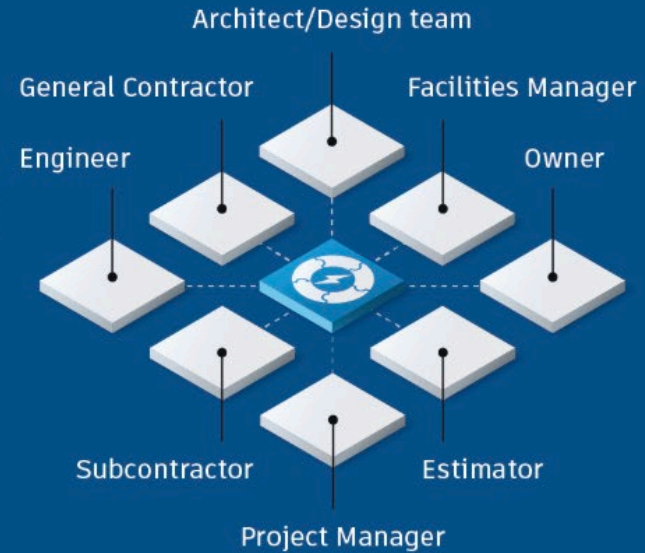 Architect/Design team
General Contractor
Facilities Manager
Engineer
Owner
Subcontractor
Estimator
Project Manager